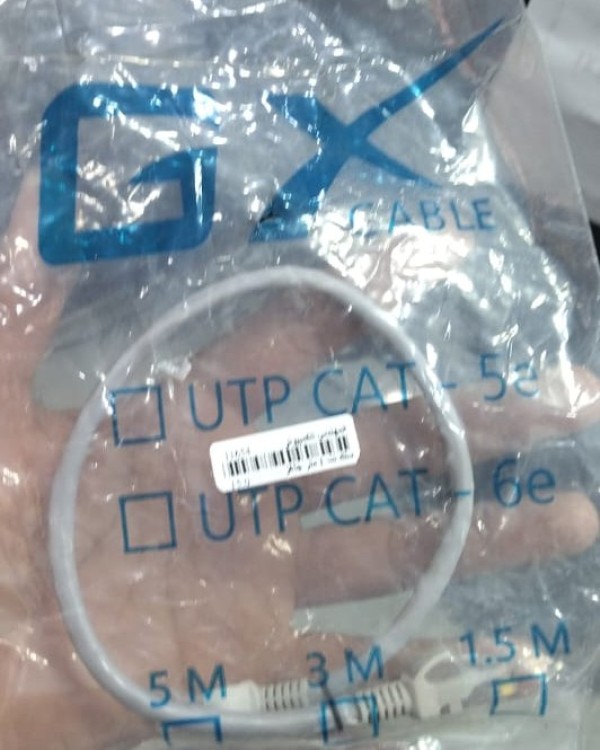 GX
CABLE
UTP CAT - 5e
UTP CAT - 6e
5 M
3 M
1.5 M